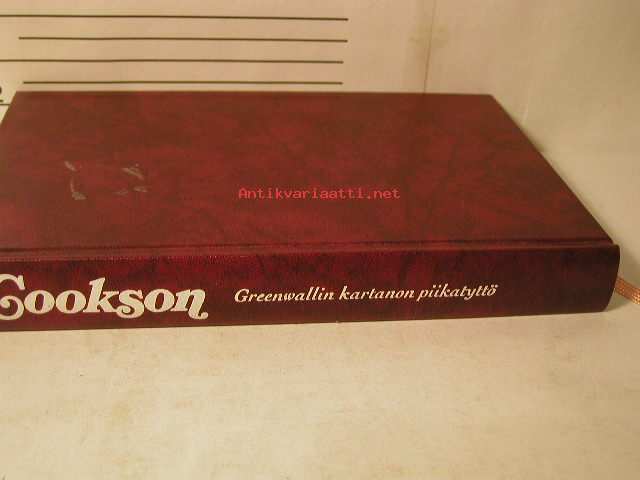 Antikvariaatti.net
Cookson Greenwallin kartanon piikatyttö